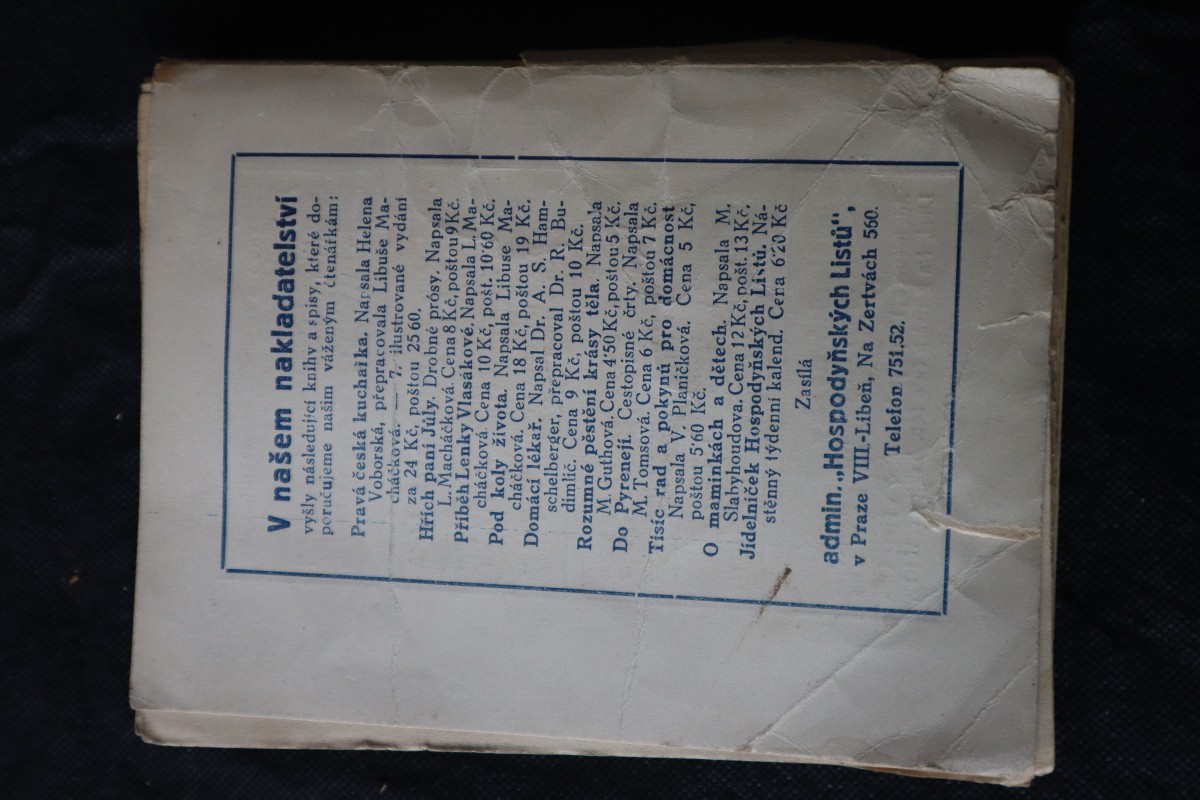 V našem nakladatelství
vyšly následující knihy a spisy, které do-
poručujeme našim váženým čtenářkám:
Pravá česká kuchařka. Napsala Helena
Voborská, přepracovala Libuše Ma-
cháčková. — 7. ilustrované vydání
za 24 Kč, poštou 25˙60.
Hřích paní Júly. Drobné prósy. Napsala
L. Macháčková. Cena 8 Kč, poštou 9 Kč.
Příběh Lenky Vlasákové. Napsala L. Ma-
cháčková. Cena 10 Kč, pošt. 10˙60 Kč.
Pod koly života. Napsala Libuse Ma-
cháčková. Cena 18 Kč, poštou 19 Kč.
Domácí lékař. Napsal Dr. A. S. Ham-
schelberger, přepracoval Dr. R. Bu-
dimlič. Cena 9 Kč, poštou 10 Kč.
Rozumné pěstění krásy těla. Napsala
M. Guthová. Cena 4˙50 Kč, poštou 5 Kč.
Do Pyrenejí. Cestopisné črty. Napsala
M. Tomsová. Cena 6 Kč, poštou 7 Kč.
Tisíc rad a pokynů pro domácnost
Napsala V. Planičková. Cena 5 Kč,
poštou 5˙60 Kč.
O maminkách a dětech. Napsala M.
Slabyhoudova. Cena 12 Kč, pošt. 13 Kč.
Jídelníček Hospodyňských Listů. Ná-
stěnný týdenní kalend. Cena 6˙20 Kč
Zasílá
admin. „Hospodyňských Listů",
v Praze VIII.-Libeň, Na Zertvách 560.
Telefon 751.52.